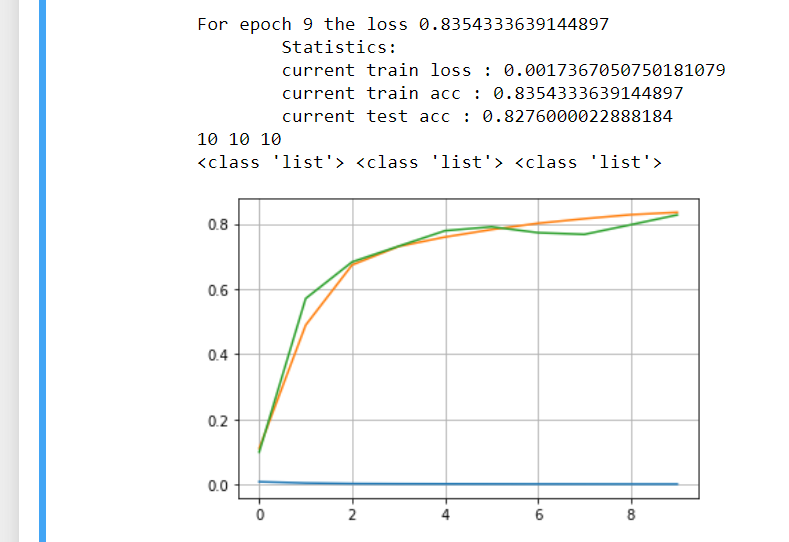 For epoch 9 the loss 0.8354333639144897
Statistics:
current train loss : 0.0017367050750181079
current train acc : 0.8354333639144897
current test acc : 0.8276000022888184
10 10 10
<class 'list'> <class 'list'> <class 'list'>
0.8
0.6
0.4
0.2
0.0
0 2 4 6 8